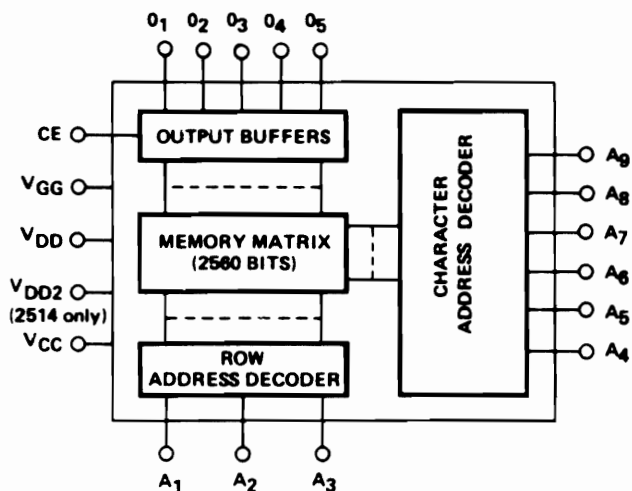 O1 O2 O3 O4 O5
CE
OUTPUT BUFFERS
VGG
VDD
MEMORY MATRIX
(2560 BITS)
VDD2
(2514 only)
VCC
ROW
ADDRESS DECODER
CHARACTER
ADDRESS DECODER
A9
A8
A7
A6
A5
A4
A1 A2 A3